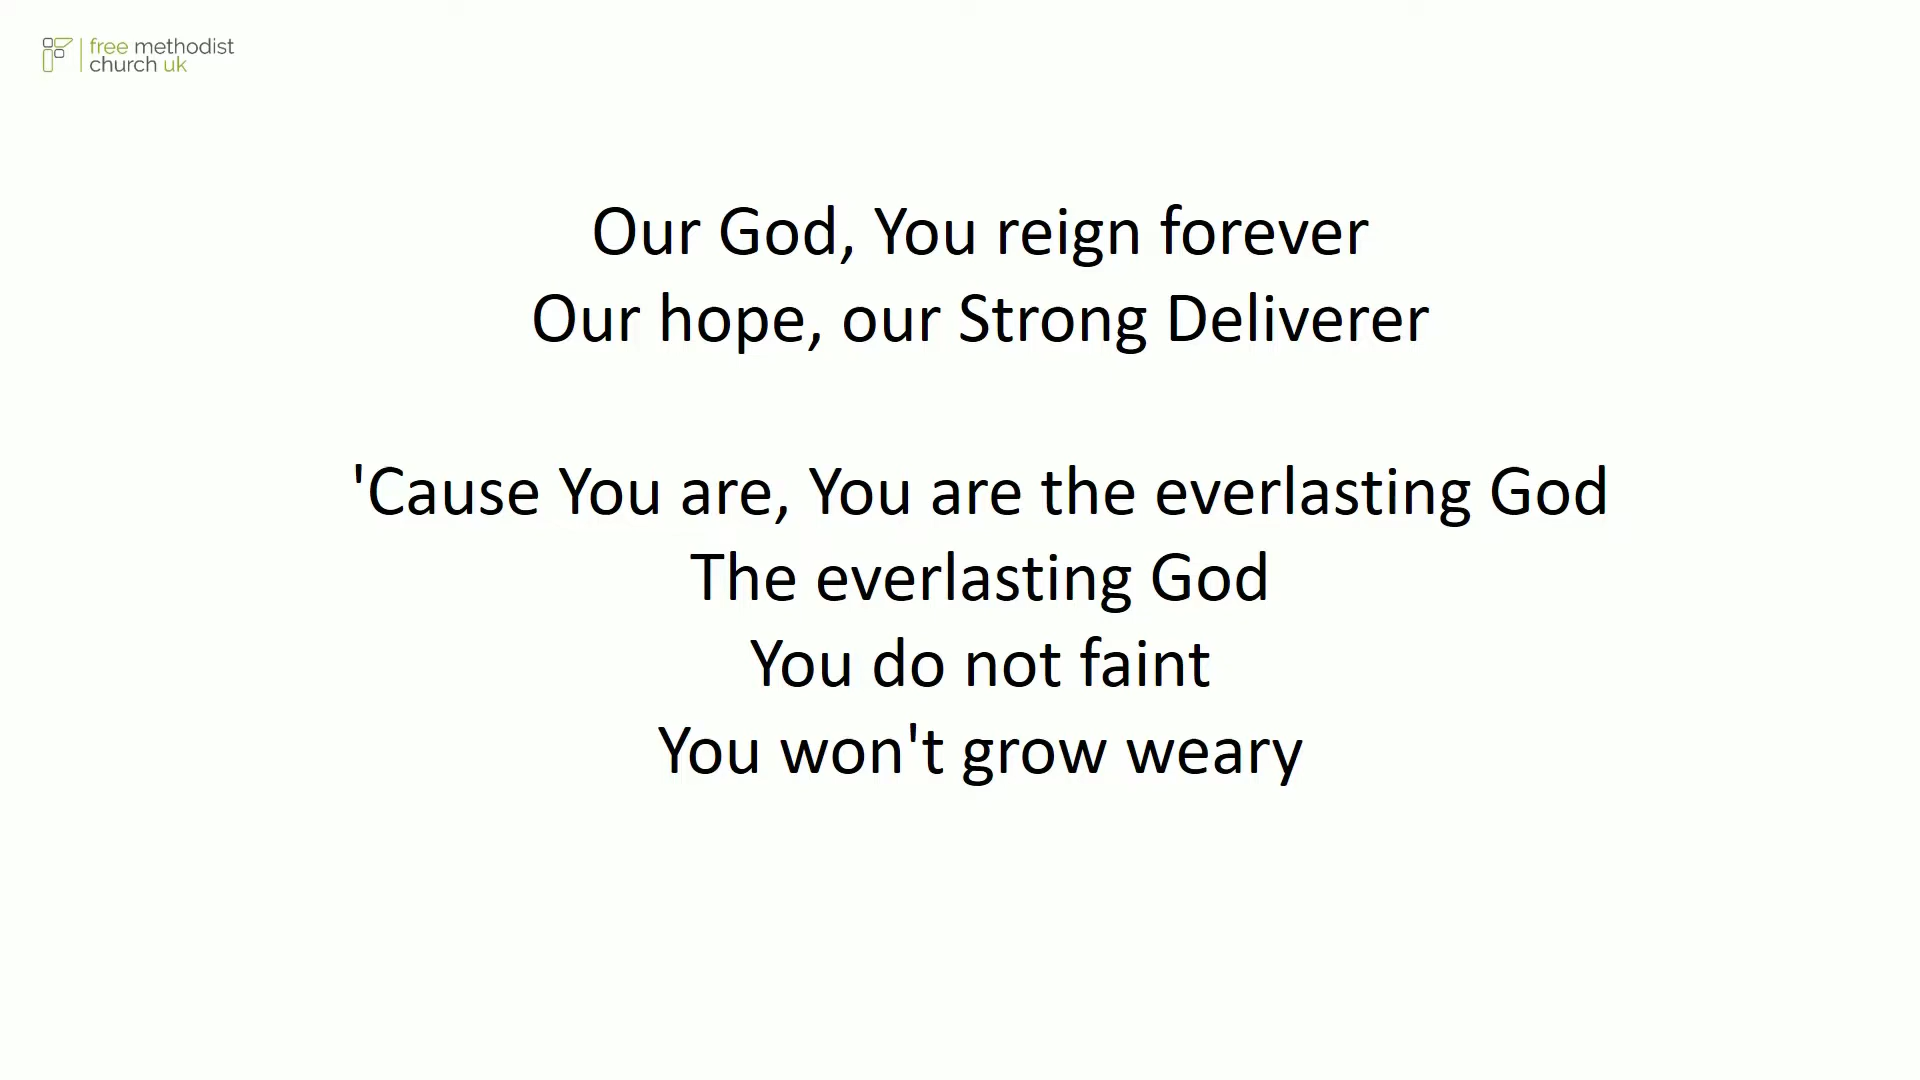 free methodist
church uk
Our God, You reign forever
Our hope, our Strong Deliverer
'Cause You are, You are the everlasting God
The everlasting God
You do not faint
You won't grow weary